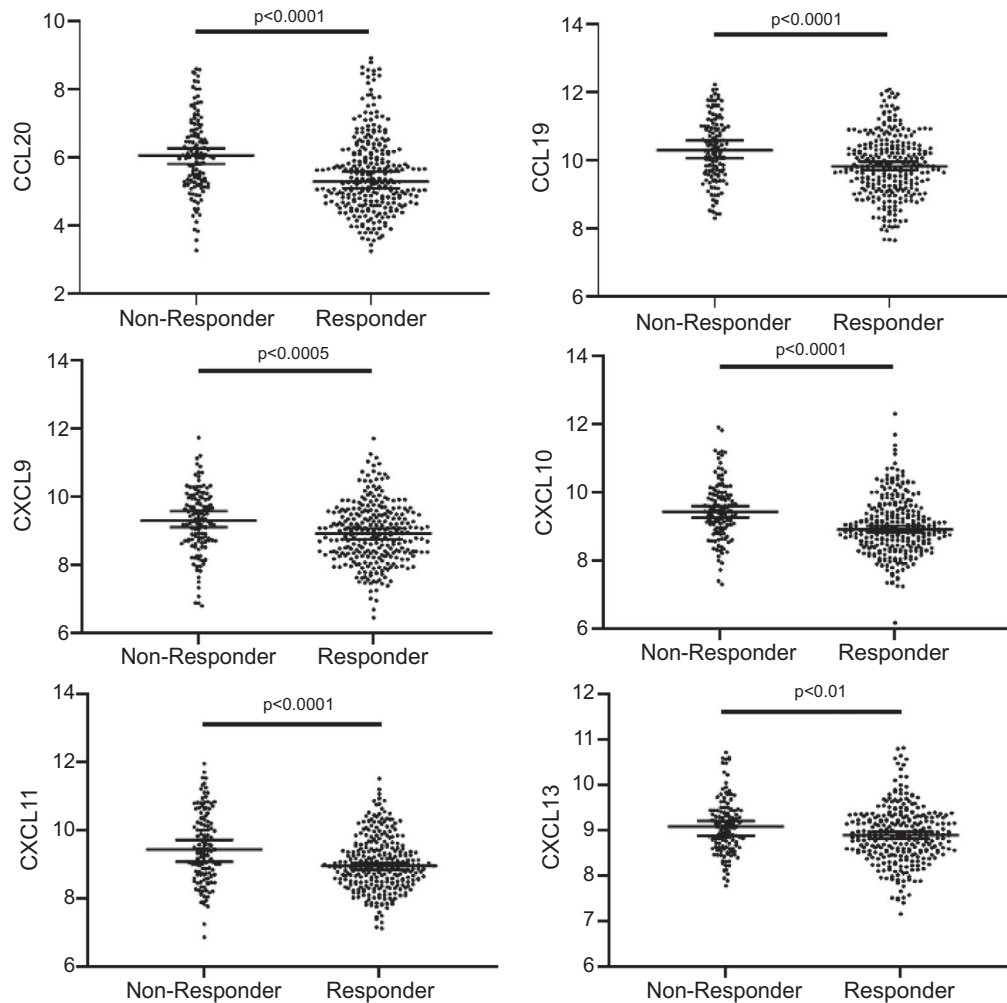 p<0.0001
10
8
6
4
2
CCL20
Non-Responder Responder
p<0.0001
14
12
10
8
6
CCL19
Non-Responder Responder
p<0.0005
14
12
10
8
6
CXCL9
Non-Responder Responder
p<0.0001
14
12
10
8
6
CXCL10
Non-Responder Responder
p<0.0001
14
12
10
8
6
CXCL11
Non-Responder Responder
p<0.01
12
11
10
9
8
7
6
CXCL13
Non-Responder Responder